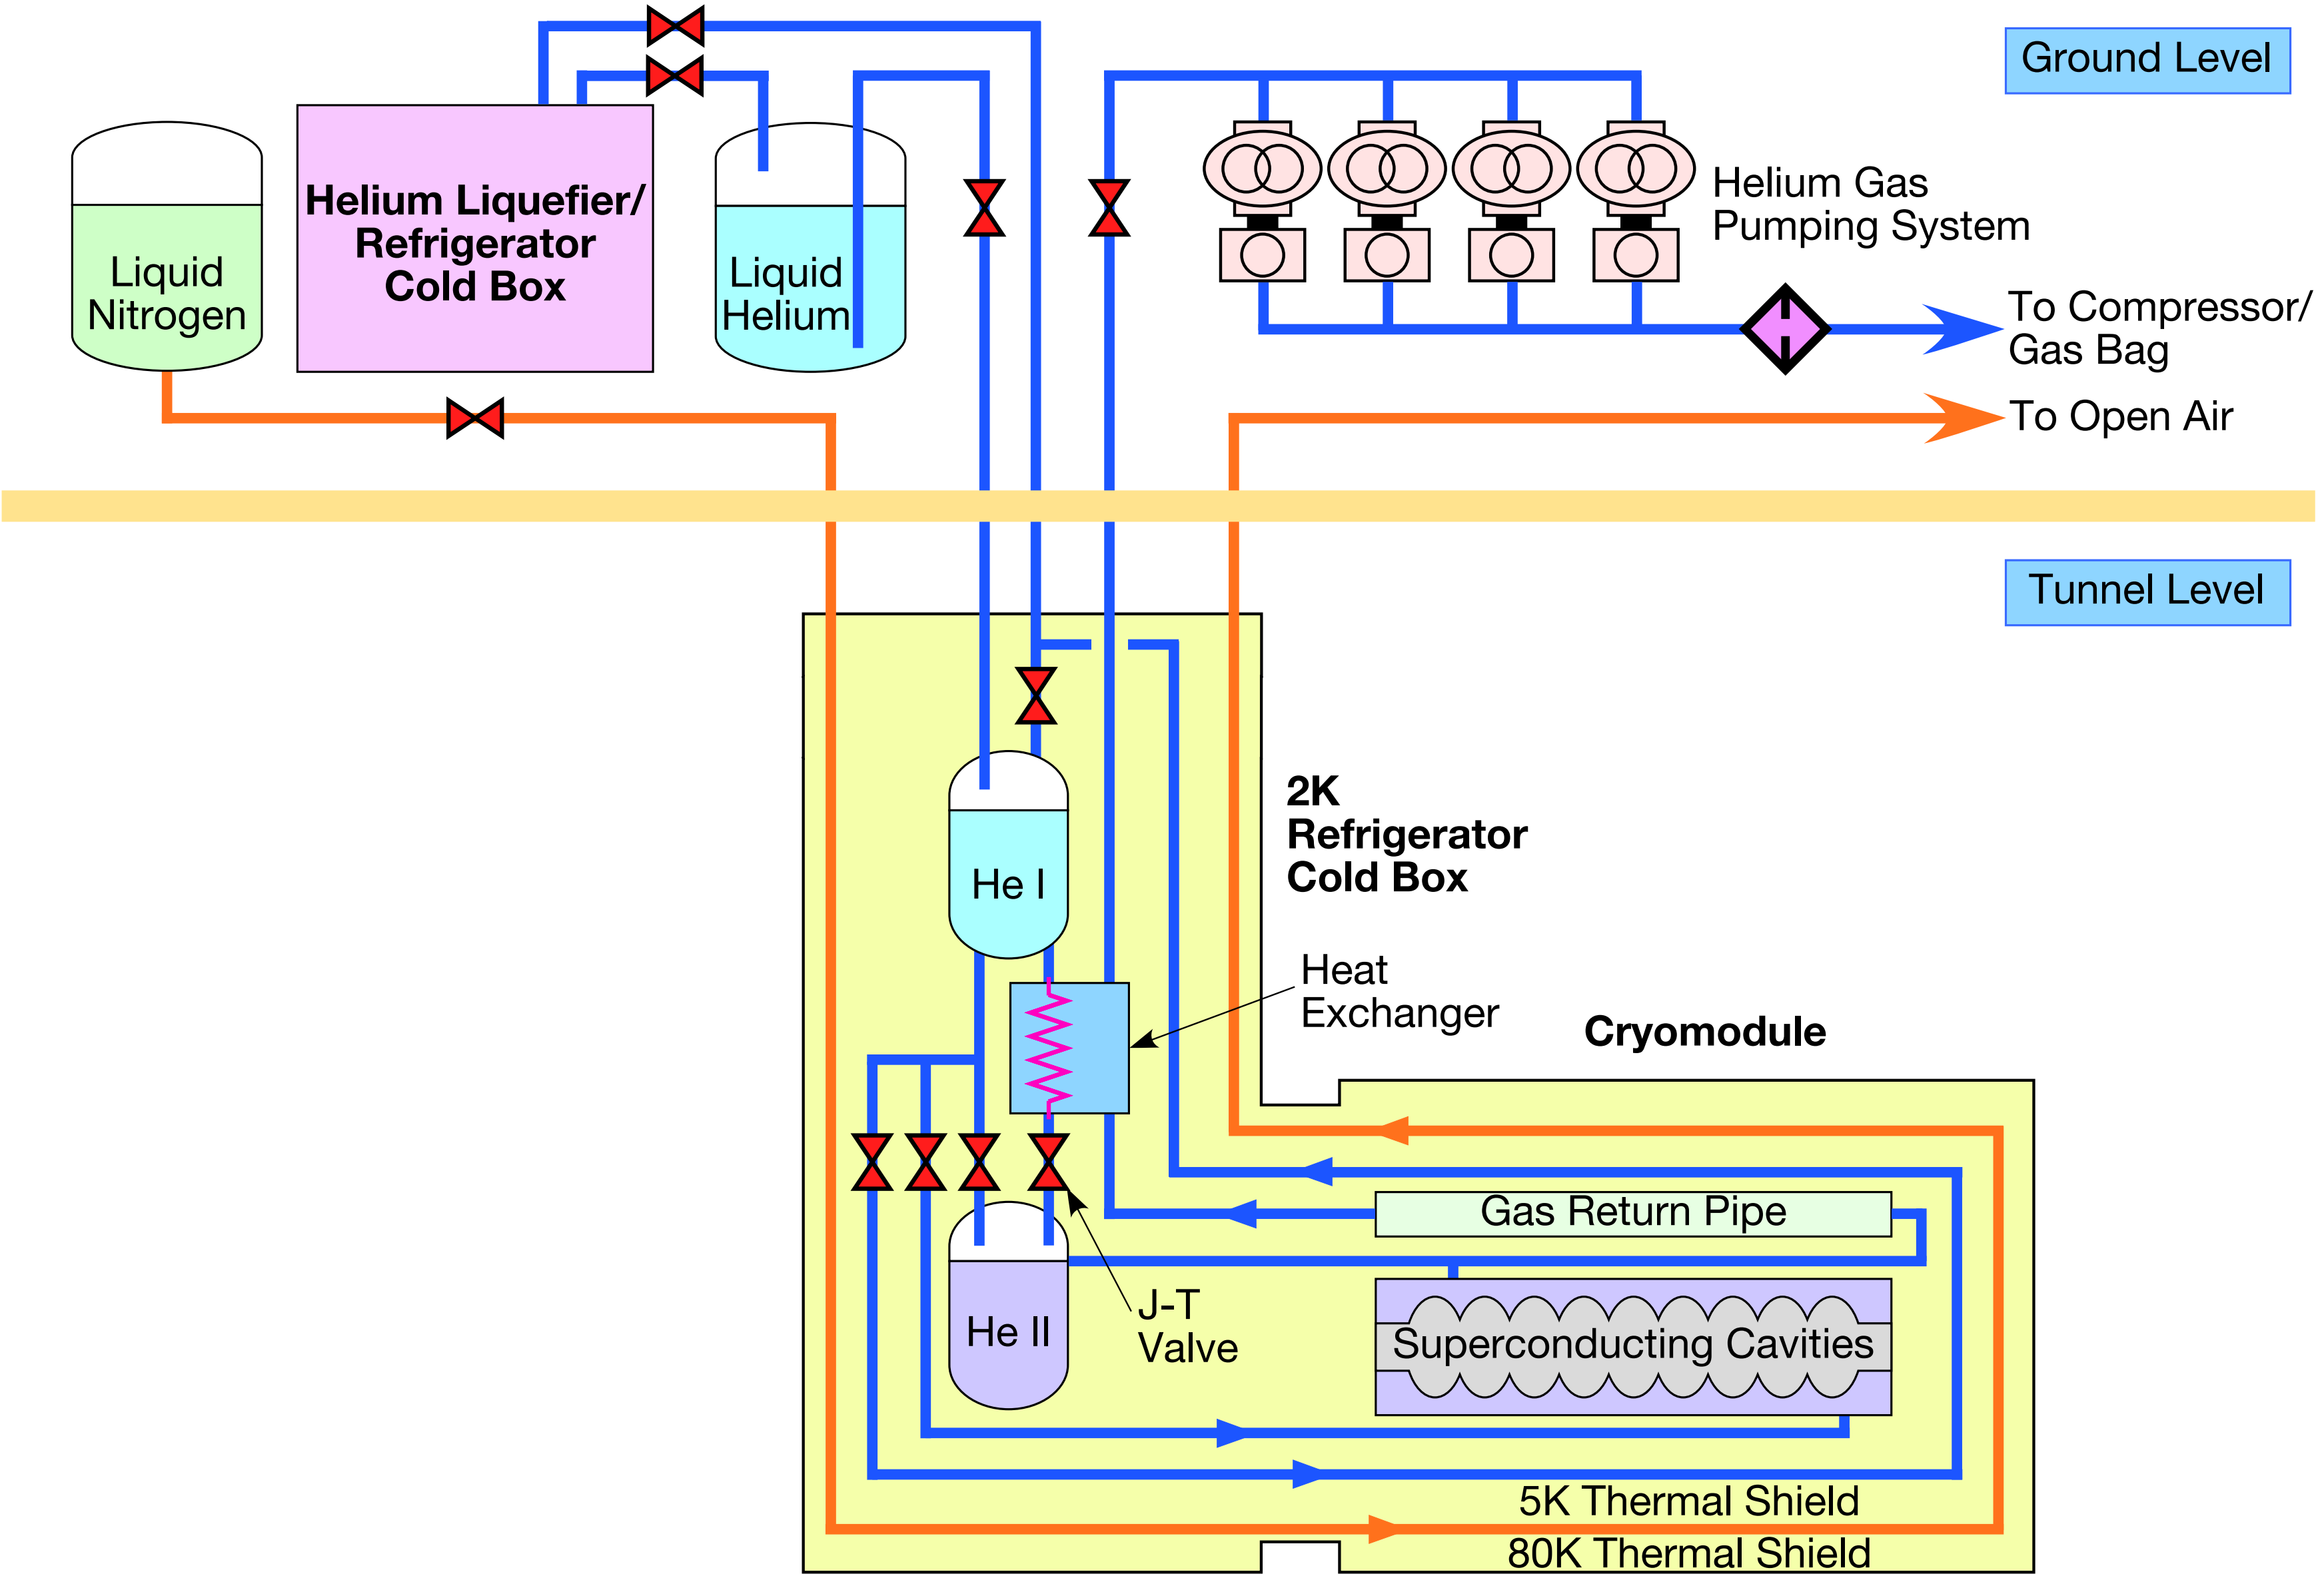 Ground Level
Helium Liquefier/
Refrigerator
Cold Box
Liquid
Nitrogen
Liquid
Helium
Helium Gas
Pumping System
To Compressor/
Gas Bag
To Open Air
Tunnel Level
2K
Refrigerator
Cold Box
He I
Heat
Exchanger
Cryomodule
Gas Return Pipe
He II
J-T
Valve
Superconducting Cavities
5K Thermal Shield
80K Thermal Shield